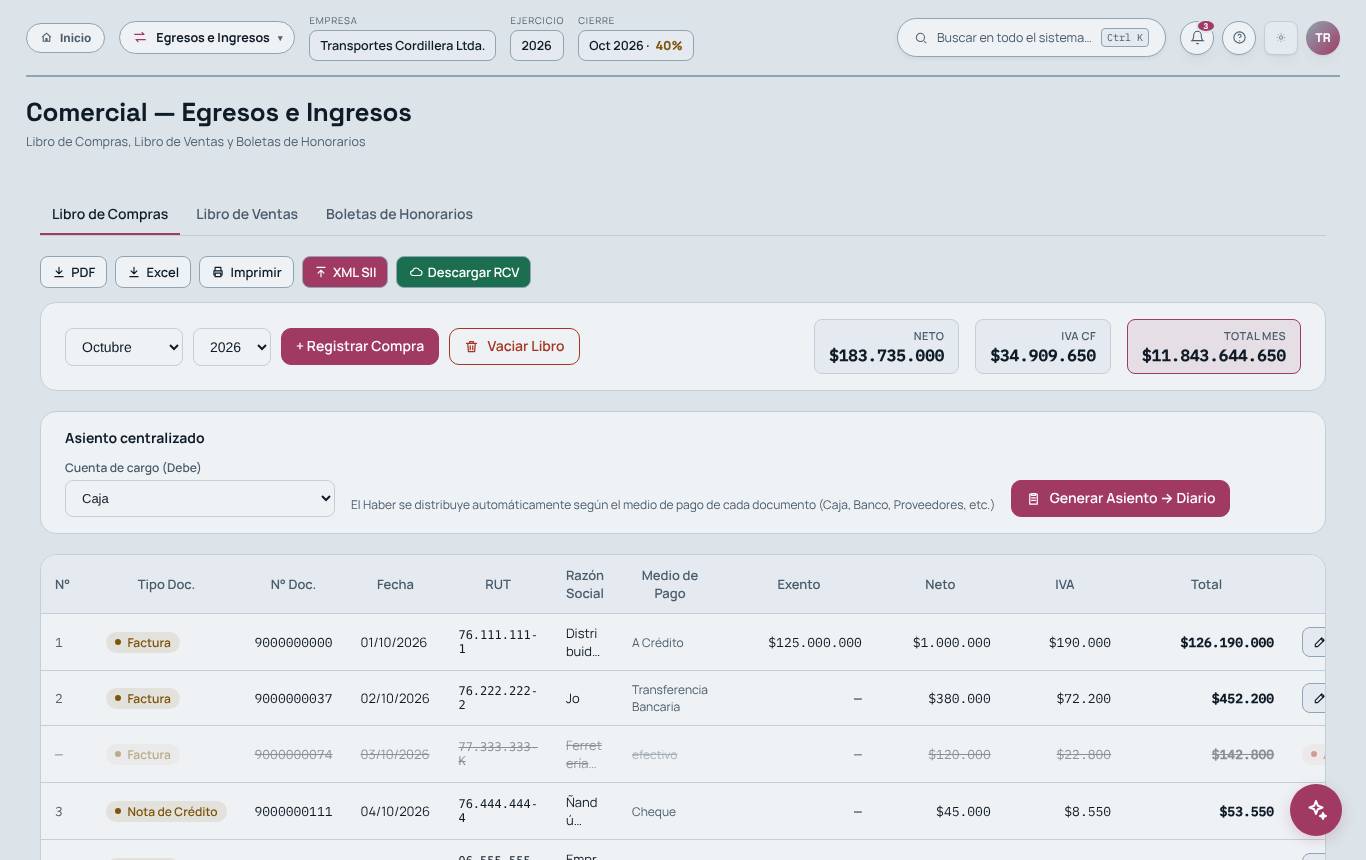 Inicio
Egresos e Ingresos ▾
EMPRESA
Transportes Cordillera Ltda.
EJERCICIO
2026
CIERRE
Oct 2026 · 40%
Buscar en todo el sistema… Ctrl K
3
TR
Comercial — Egresos e Ingresos
Libro de Compras, Libro de Ventas y Boletas de Honorarios
Libro de Compras Libro de Ventas Boletas de Honorarios
PDF Excel Imprimir XML SII Descargar RCV
Octubre 2026 + Registrar Compra Vaciar Libro
NETO
$183.735.000
IVA CF
$34.909.650
TOTAL MES
$11.843.644.650
Asiento centralizado
Cuenta de cargo (Debe)
Caja
El Haber se distribuye automáticamente según el medio de pago de cada documento (Caja, Banco, Proveedores, etc.)
Generar Asiento → Diario
N° Tipo Doc. N° Doc. Fecha RUT Razón Social Medio de Pago Exento Neto IVA Total
1 Factura 9000000000 01/10/2026 76.111.111-1 Distribuid… A Crédito $125.000.000 $1.000.000 $190.000 $126.190.000
2 Factura 9000000037 02/10/2026 76.222.222-2 Jo Transferencia Bancaria — $380.000 $72.200 $452.200
— Factura 9000000074 03/10/2026 77.333.333-K Ferretería… efectivo — $120.000 $22.800 $142.800
3 Nota de Crédito 9000000111 04/10/2026 76.444.444-4 Ñandú… Cheque — $45.000 $8.550 $53.550